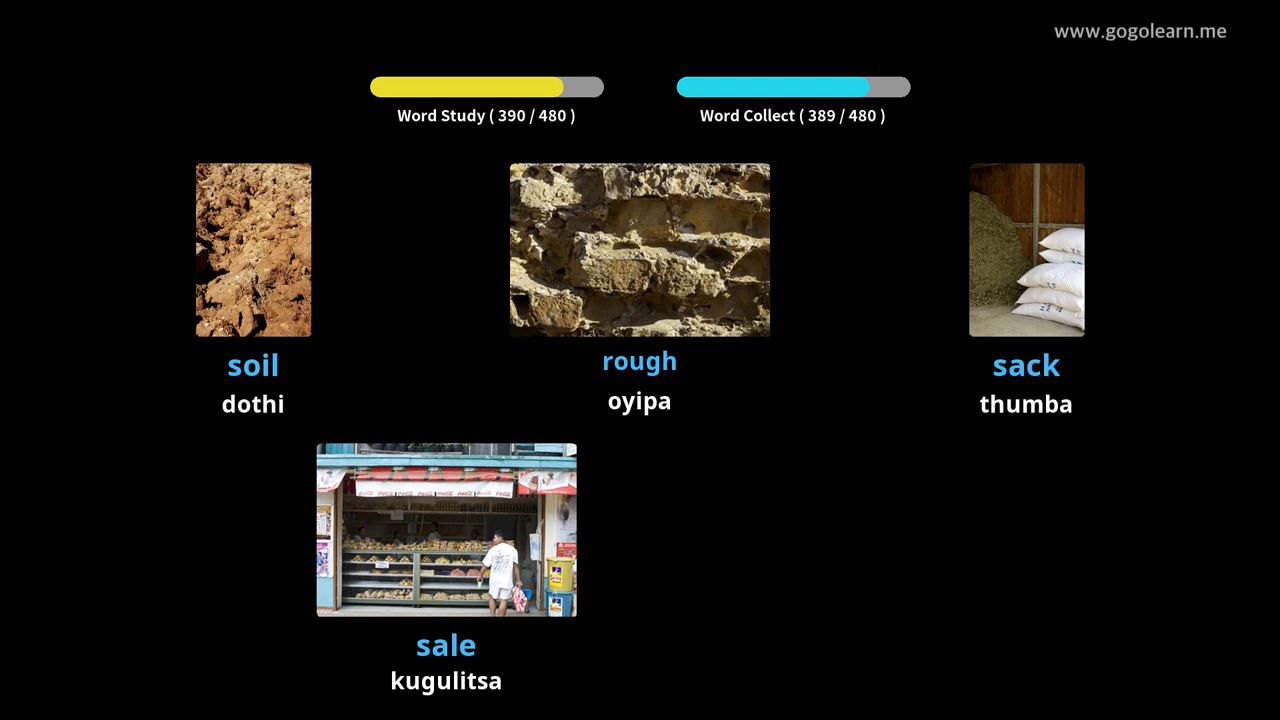 www.gogolearn.me
Word Study ( 390 / 480 )
Word Collect ( 389 / 480 )
soil
dothi
rough
oyipa
sack
thumba
sale
kugulitsa